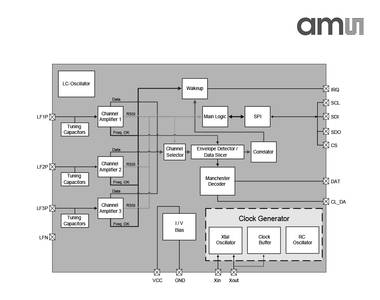 amu
LC-Oscillator
Wakeup
IRQ
SCL
Data
LF1P
Channel
Amplifier 1
RSSI
Main Logic
SPI
SDI
Tuning
Capacitors
Freq. OK
SDO
CS
Channel
Selector
Envelope Detector /
Data Slicer
Correlator
Data
LF2P
Channel
Amplifier 2
RSSI
Tuning
Capacitors
Freq. OK
Manchester
Decoder
DAT
Data
CL_DA
LF3P
Channel
Amplifier 3
RSSI
Tuning
Capacitors
Freq. OK
I / V
Bias
Clock Generator
Xtal
Oscillator
Clock
Buffer
RC
Oscillator
LFN
VCC
GND
Xin
Xout